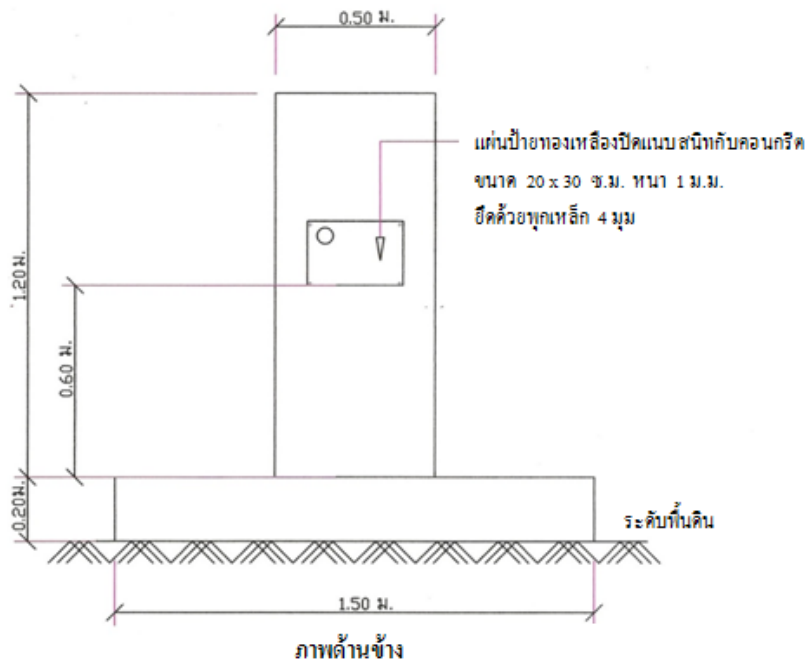 0.50 ม.
แผ่นป้ายทองเหลืองปิดแนบสนิทกับคอนกรีต
ขนาด 20 x 30 ซ.ม. หนา 1 ม.ม.
ยึดด้วยพุกเหล็ก 4 มุม
1.20 ม.
0.60 ม.
0.20 ม.
ระดับพื้นดิน
1.50 ม.
ภาพด้านข้าง